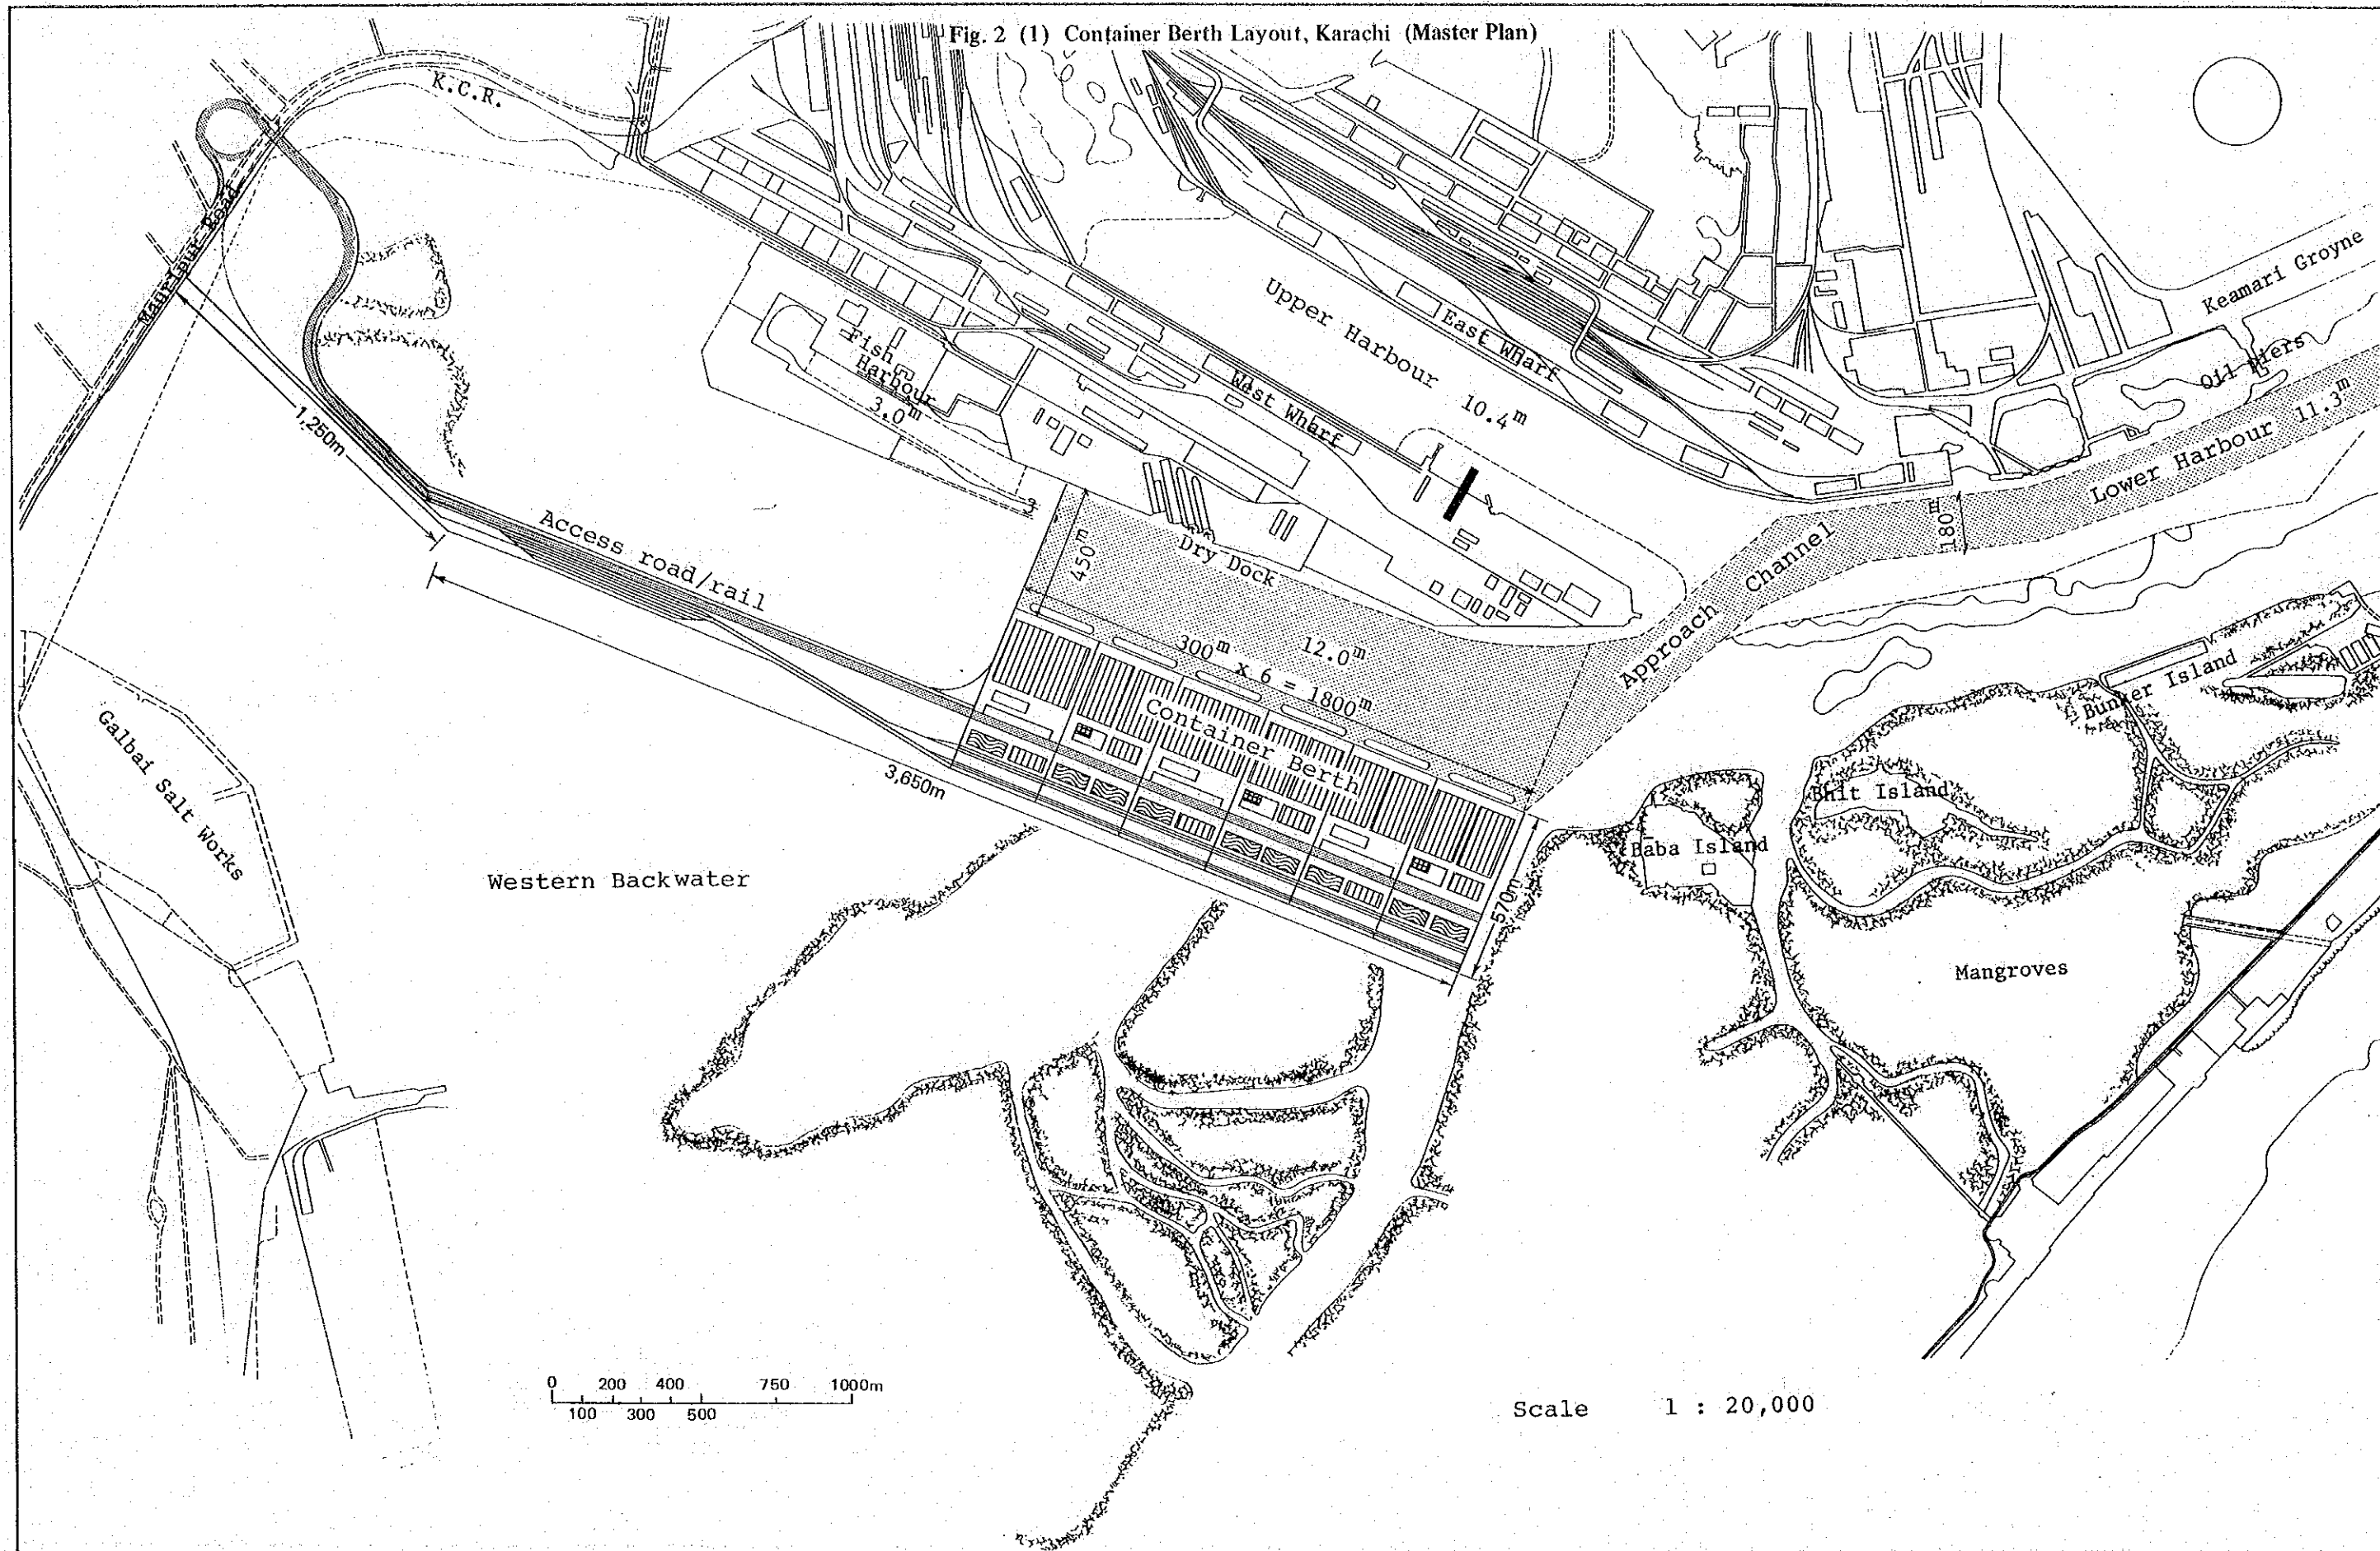 Fig. 2 (1) Container Berth Layout, Karachi (Master Plan)
K.C.R.
Road
1,250m
Access road/rail
Fish
Harbour
3.0m
West Wharf
Upper Harbour 10.4m
East Wharf
Keamari Groyne
Oil piers
Lower Harbour 11.3m
180m
Approach Channel
Dry Dock
450m
12.0m
300m x 6 = 1800m
Container Berth
3,650m
570m
Galbai Salt Works
Western Backwater
Bunker Island
Bhit Island
Baba Island
Mangroves
0 200 400 750 1000m
100 300 500
Scale 1 : 20,000